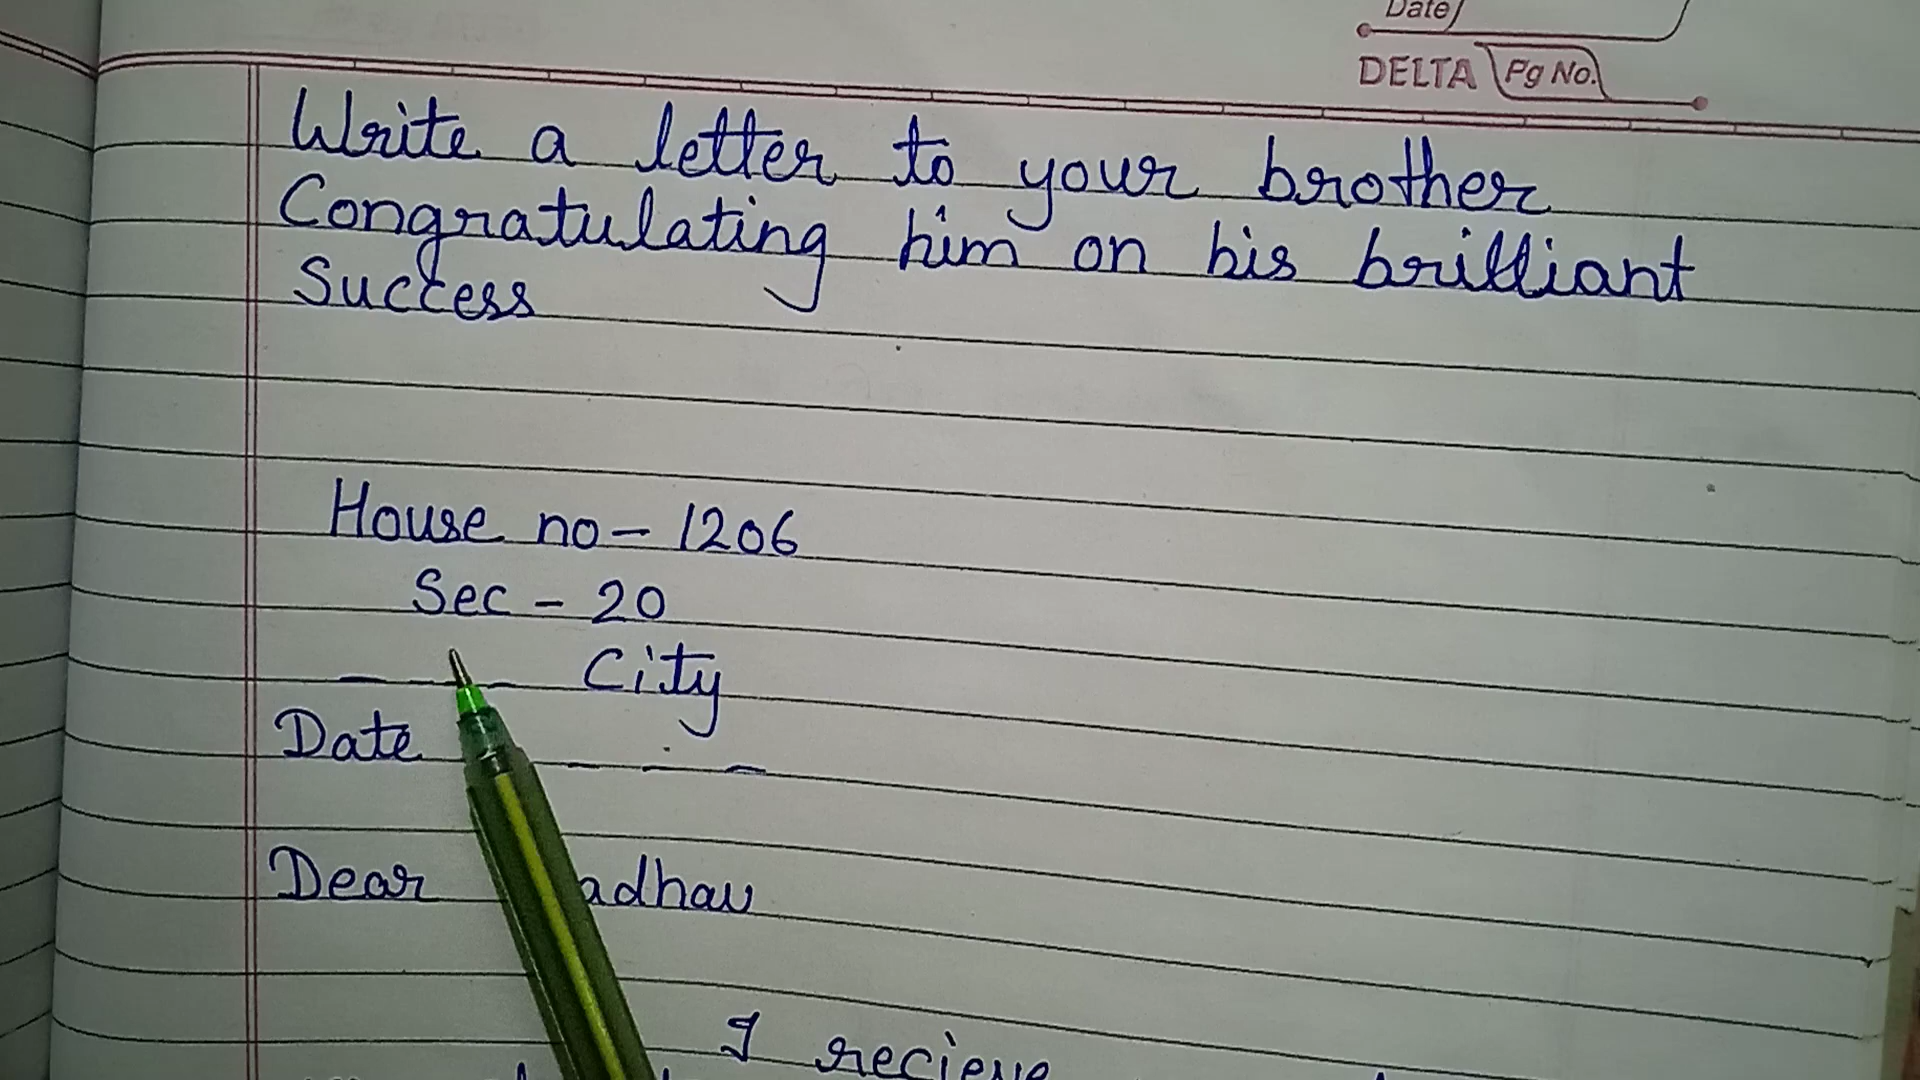 Date
DELTA Pg No.
Write a letter to your brother
Congratulating him on his brilliant
Success
House no - 1206
Sec - 20
_ _ _ City
Date _ _ _
Dear adhav
I recieve